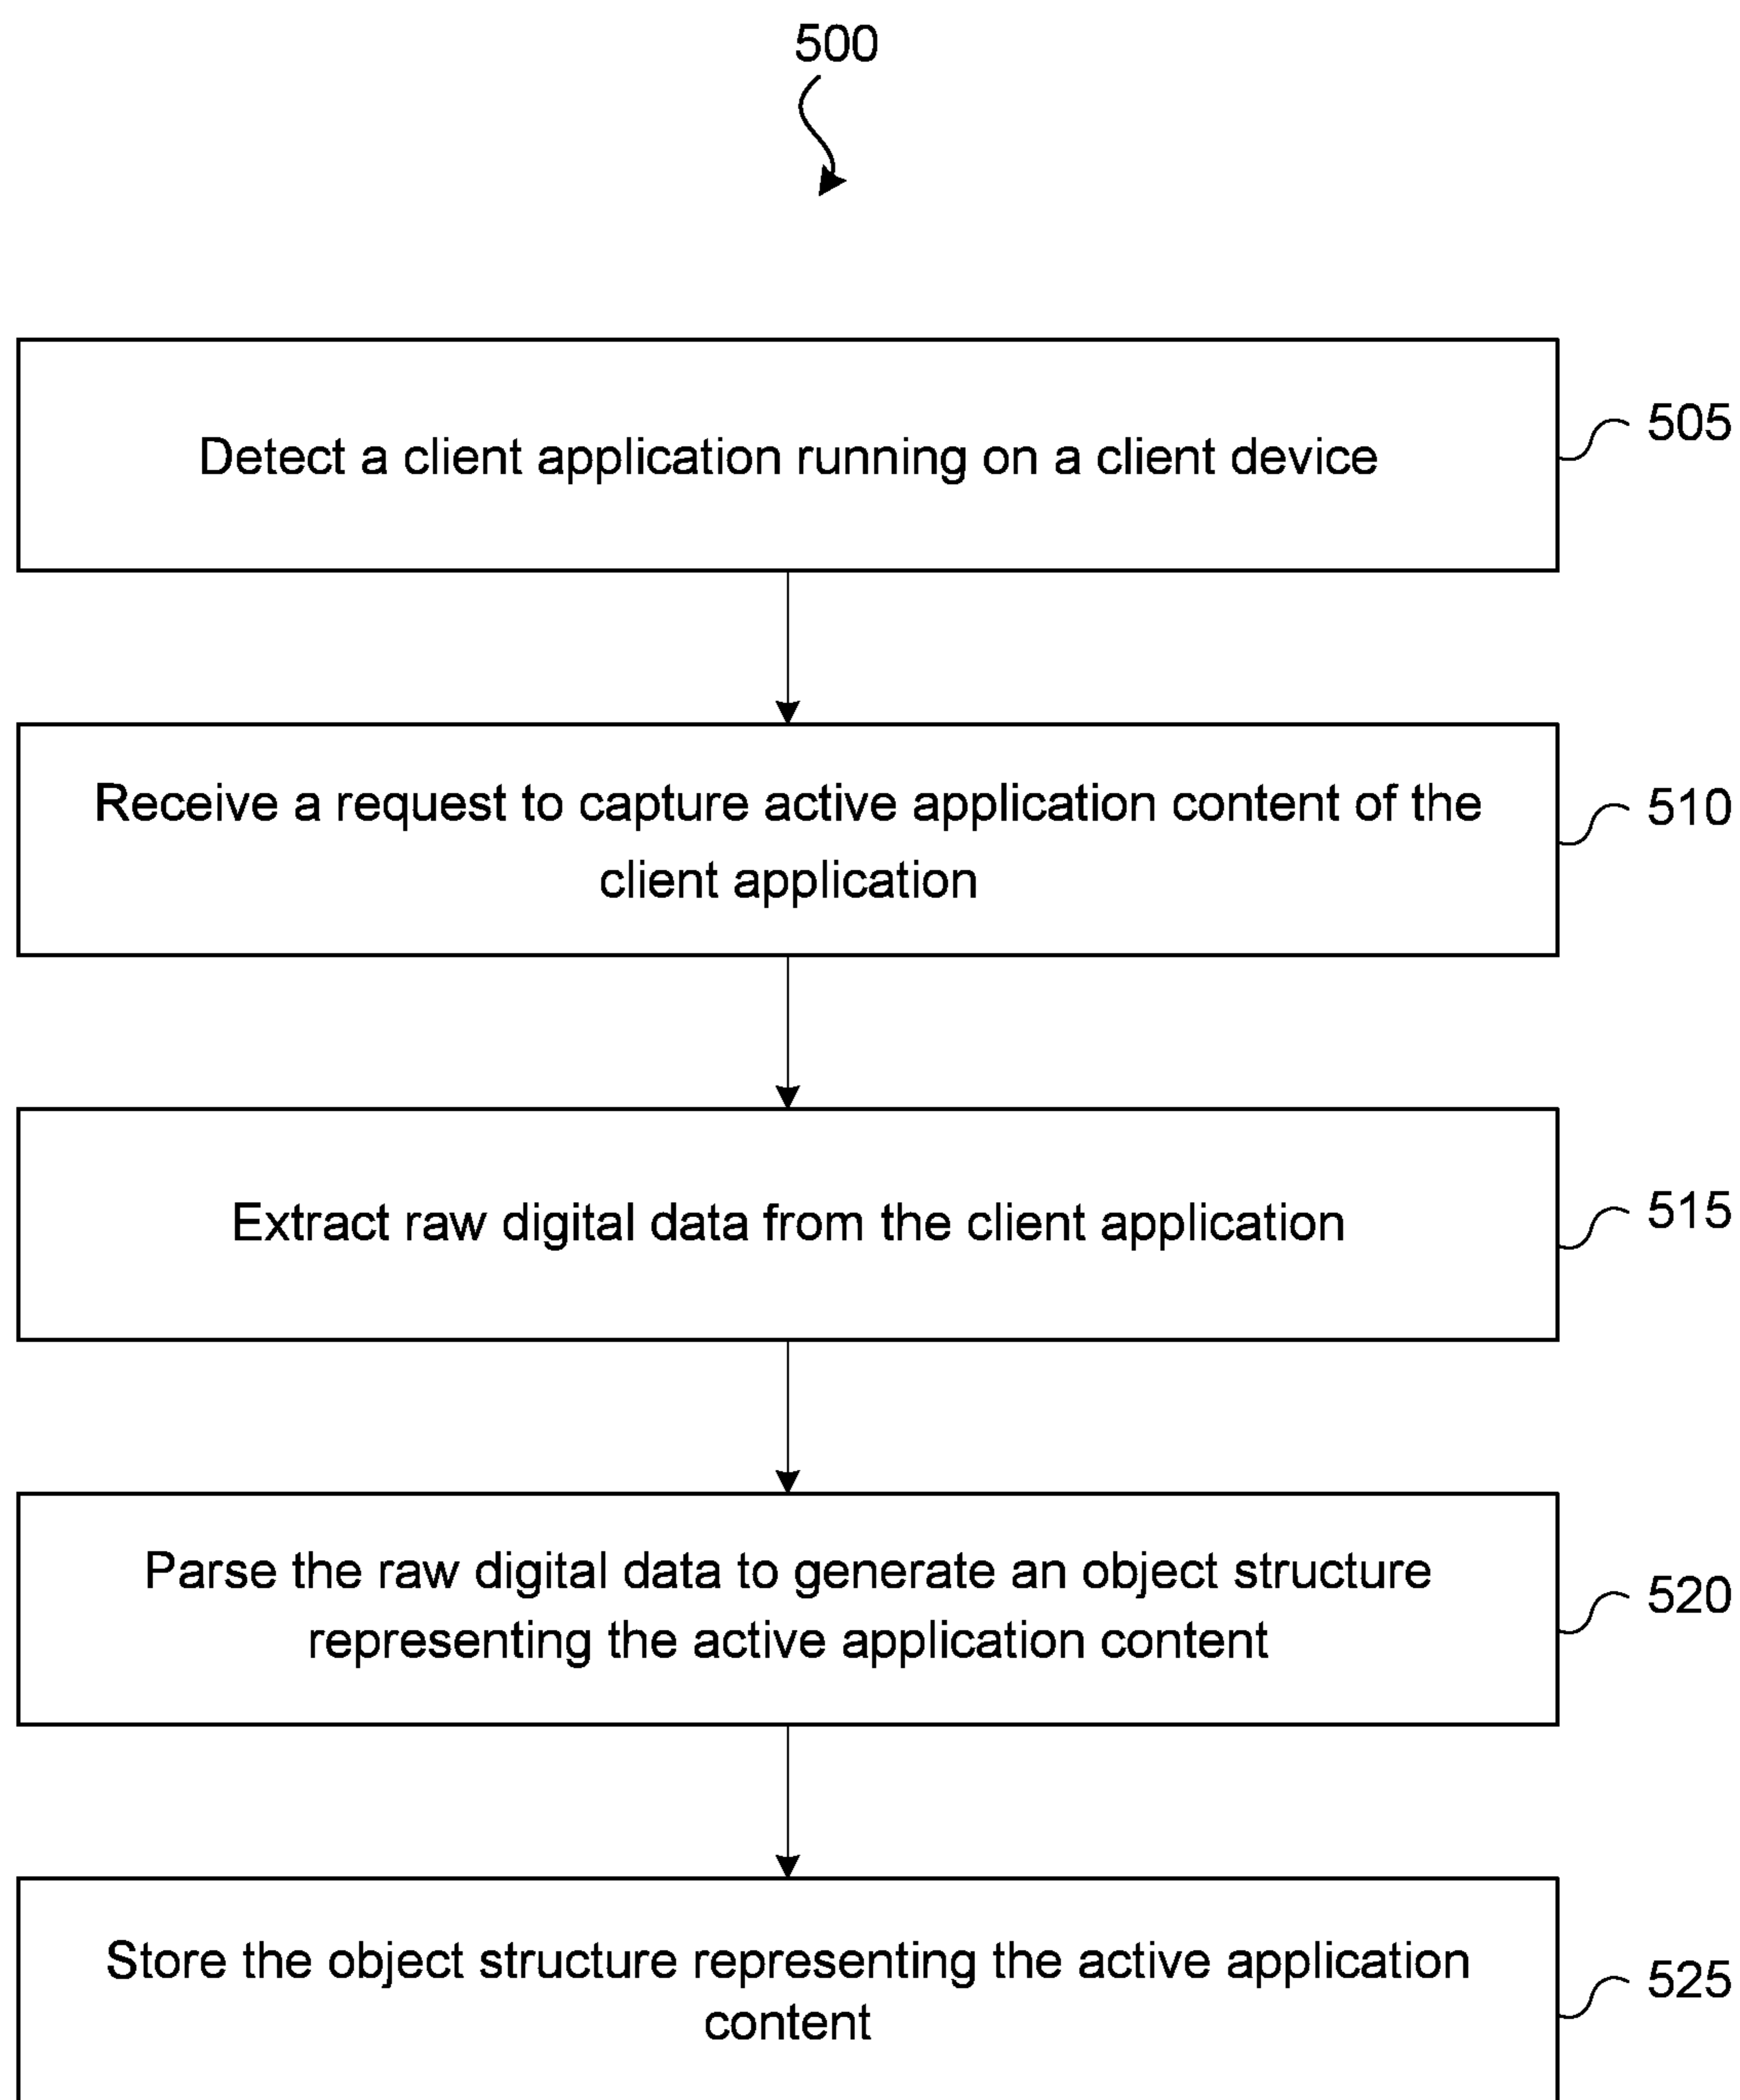 500
Detect a client application running on a client device
505
Receive a request to capture active application content of the
client application
510
Extract raw digital data from the client application
515
Parse the raw digital data to generate an object structure
representing the active application content
520
Store the object structure representing the active application
content
525